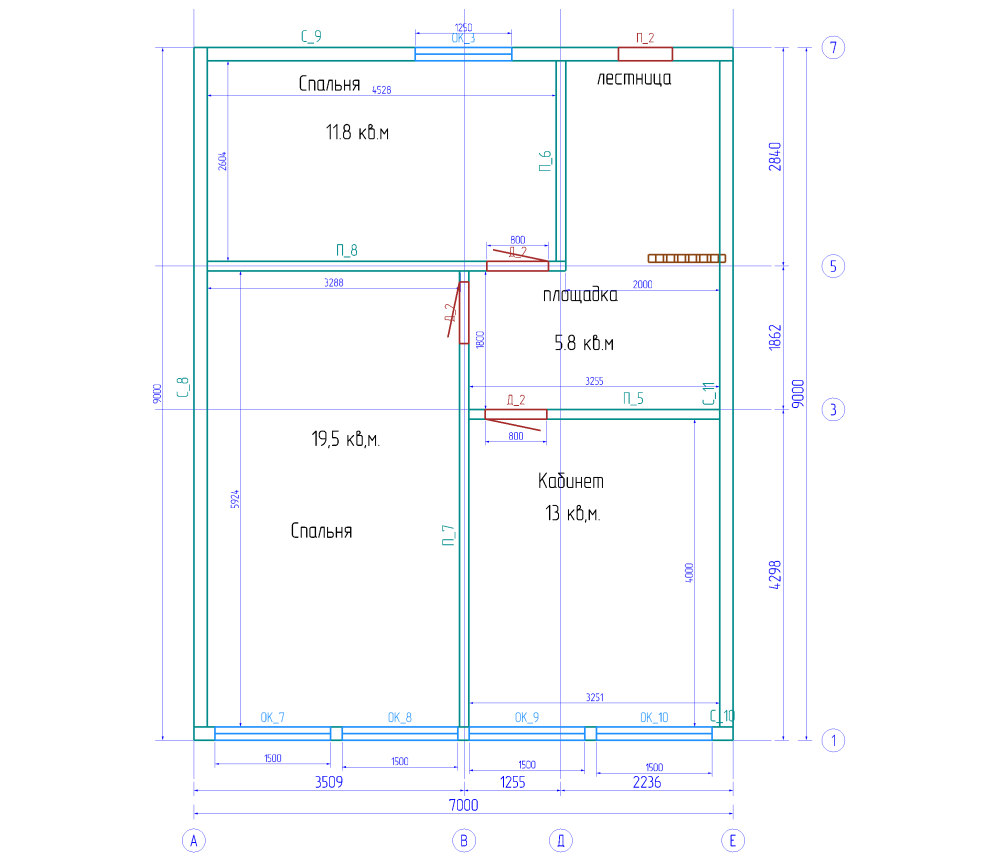 1250
С_9
ОК_3
П_2
7
Спальня
лестница
4528
11.8 кв.м
2604
П_6
2840
800
П_8
Д_2
5
3288
2000
площадка
Д_2
1800
5.8 кв.м
1862
3255
9000
С_8
С_11
9000
Д_2
П_5
3
19,5 кв,м.
800
Кабинет
5924
13 кв,м.
Спальня
П_7
4000
4298
3251
ОК_7
ОК_8
ОК_9
ОК_10
С_10
1
1500
1500
1500
1500
3509
1255
2236
7000
А
В
Д
Е